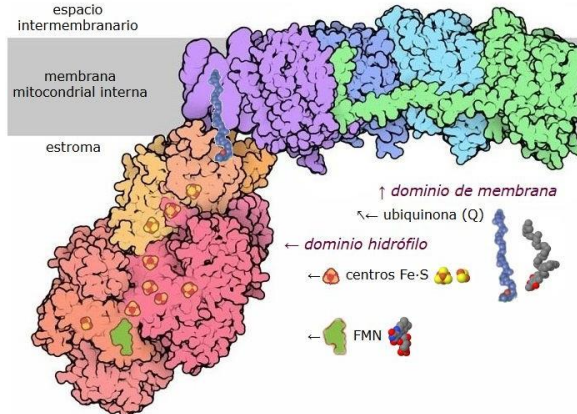 espacio
intermembranario
membrana
mitocondrial interna
estroma
↑ dominio de membrana
↖← ubiquinona (Q)
← dominio hidrófilo
← centros Fe·S
← FMN